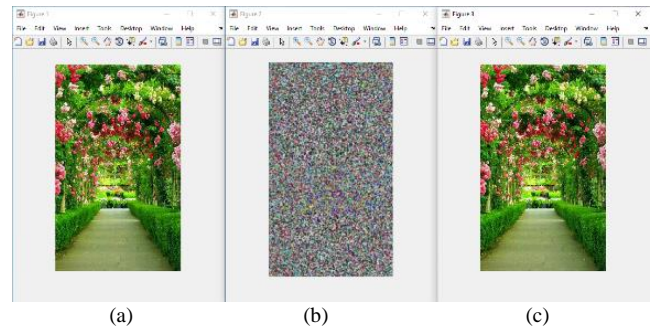 Figure 1
File Edit View Insert Tools Desktop Window Help
Figure 2
File Edit View Insert Tools Desktop Window Help
Figure 3
File Edit View Insert Tools Desktop Window Help
(a)
(b)
(c)